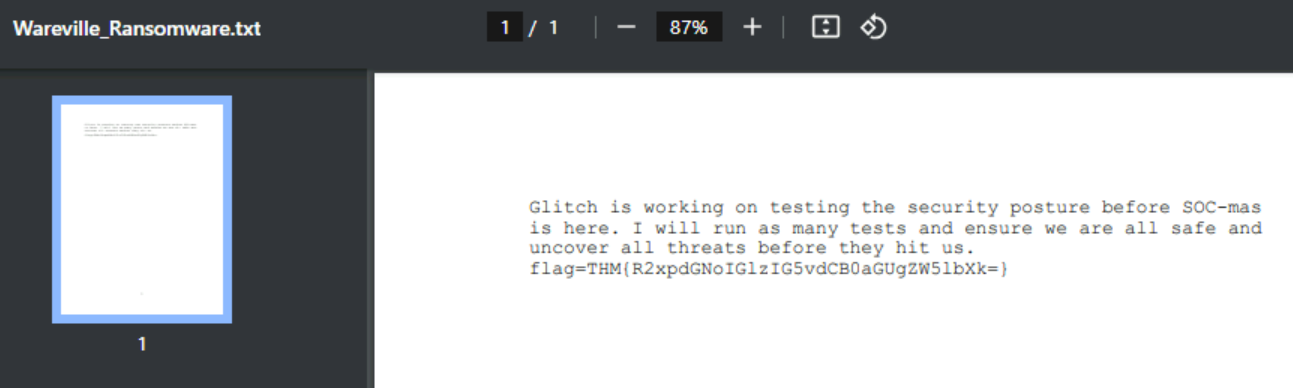 Wareville_Ransomware.txt
1 / 1
87%
1
Glitch is working on testing the security posture before SOC-mas
is here. I will run as many tests and ensure we are all safe and
uncover all threats before they hit us.
flag=THM{R2xpdGNoIGlzIG5vdCB0aGUgZW5lbXk=}